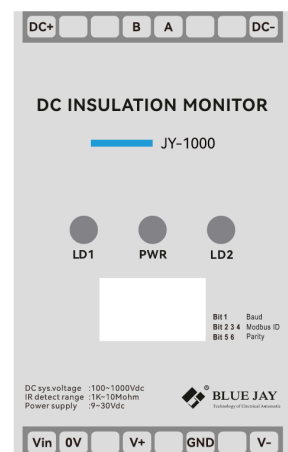 DC+ B A DC-
DC INSULATION MONITOR
JY-1000
LD1 PWR LD2
Bit 1 Baud
Bit 2 3 4 Modbus ID
Bit 5 6 Parity
DC sys.voltage :100~1000Vdc
IR detect range :1K~10Mohm
Power supply :9~30Vdc
® BLUE JAY
Technology of Electrical Automatic
Vin 0V V+ GND V-